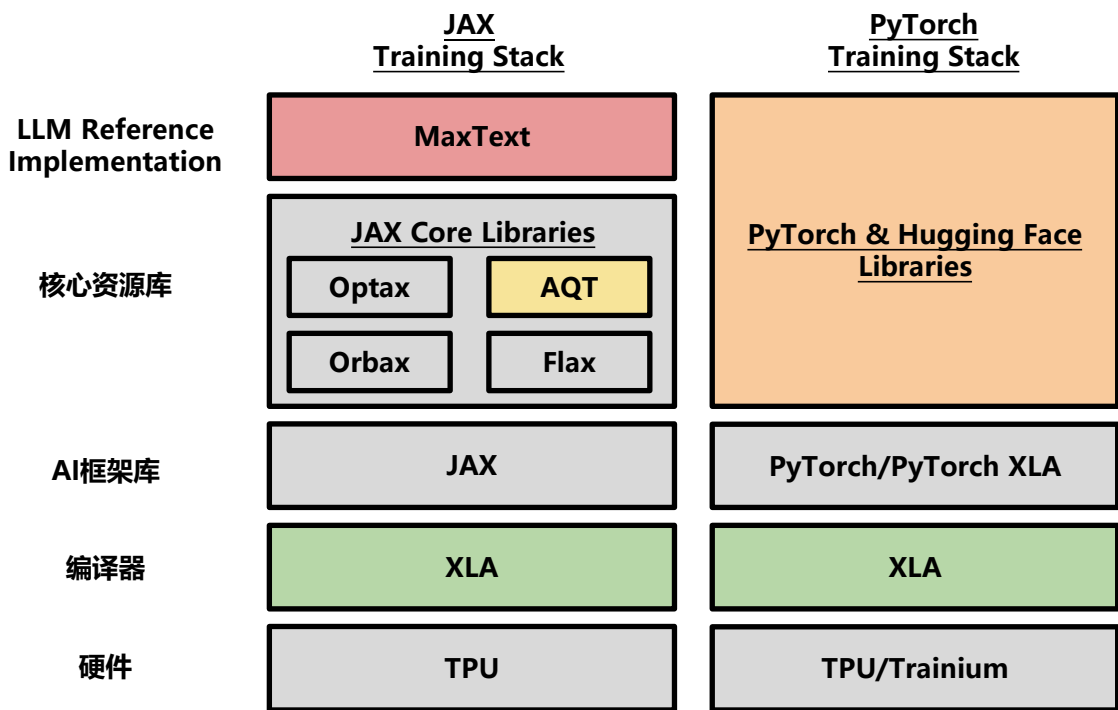 JAX
Training Stack
PyTorch
Training Stack
LLM Reference
Implementation
MaxText
核心资源库
JAX Core Libraries
Optax
AQT
Orbax
Flax
PyTorch & Hugging Face
Libraries
AI框架库
JAX
PyTorch/PyTorch XLA
编译器
XLA
XLA
硬件
TPU
TPU/Trainium